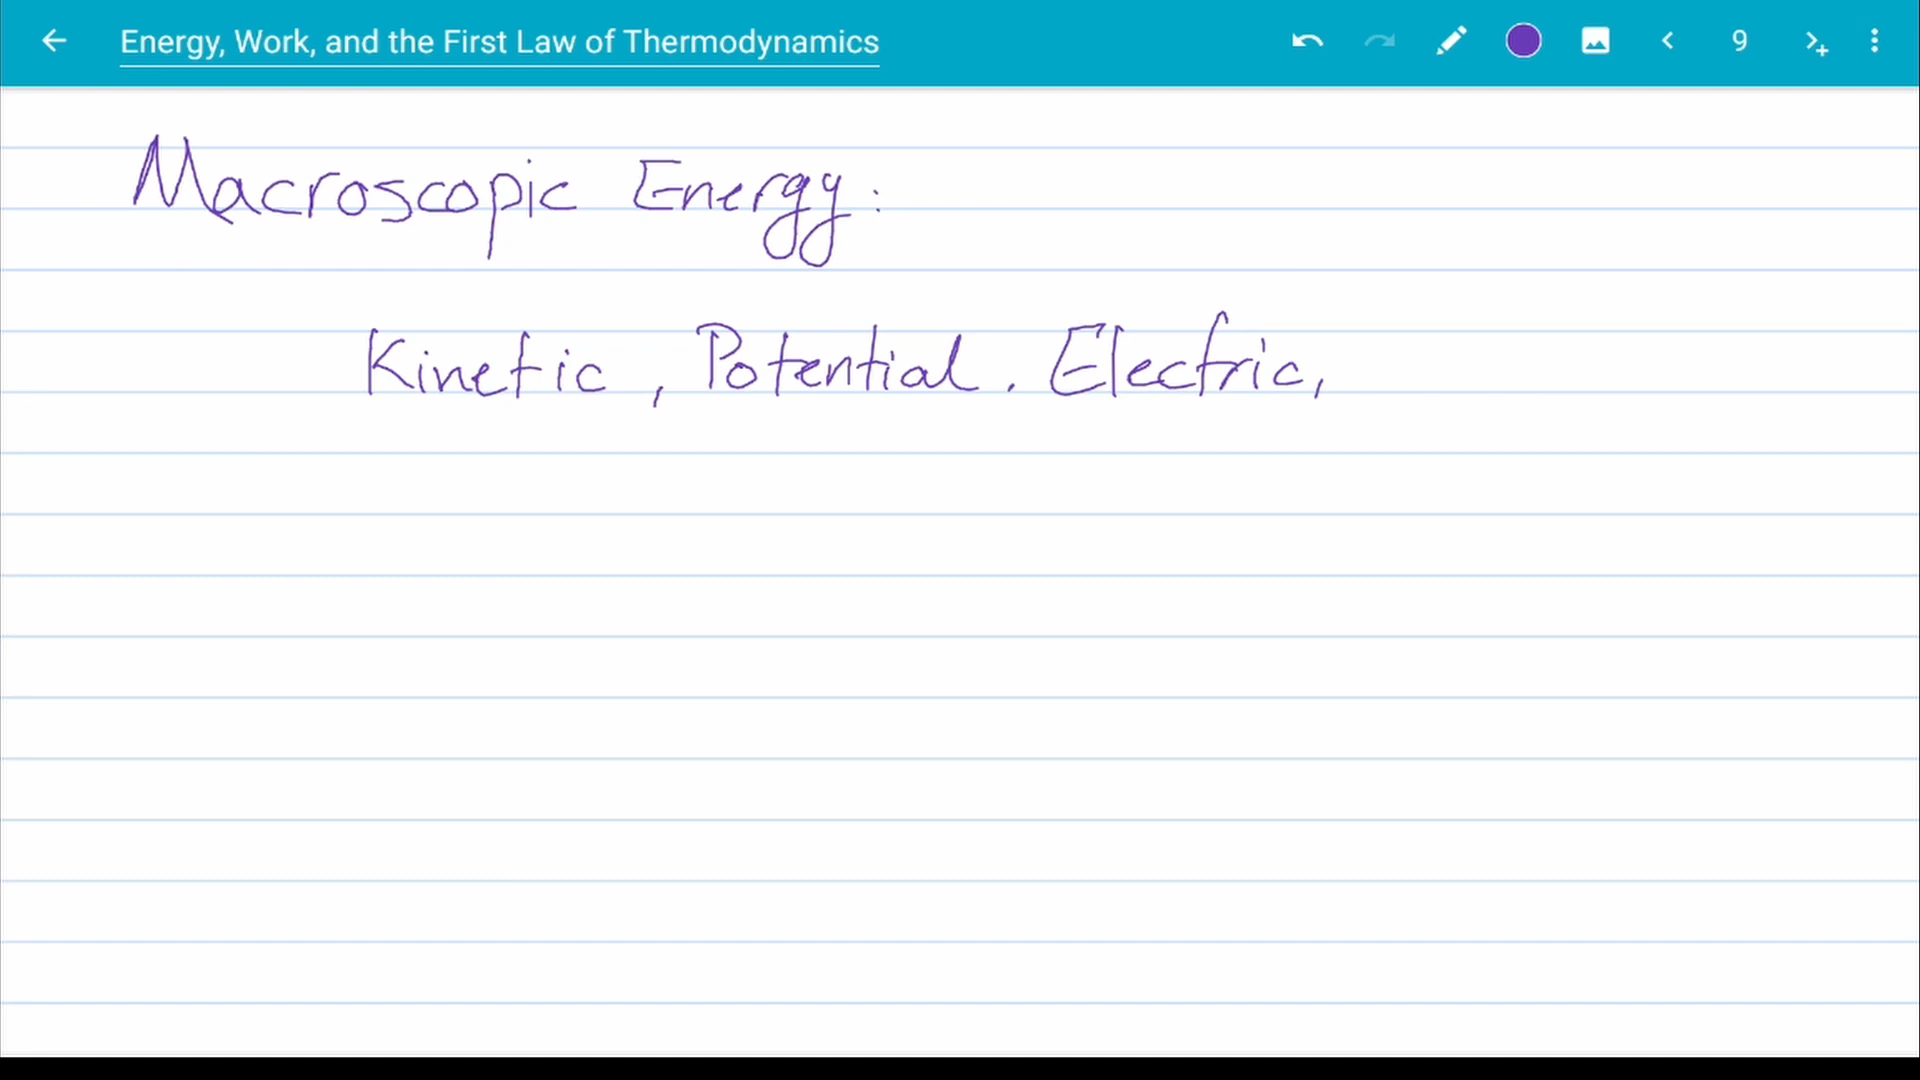 Energy, Work, and the First Law of Thermodynamics 9
Macroscopic Energy:
Kinetic, Potential. Electric,